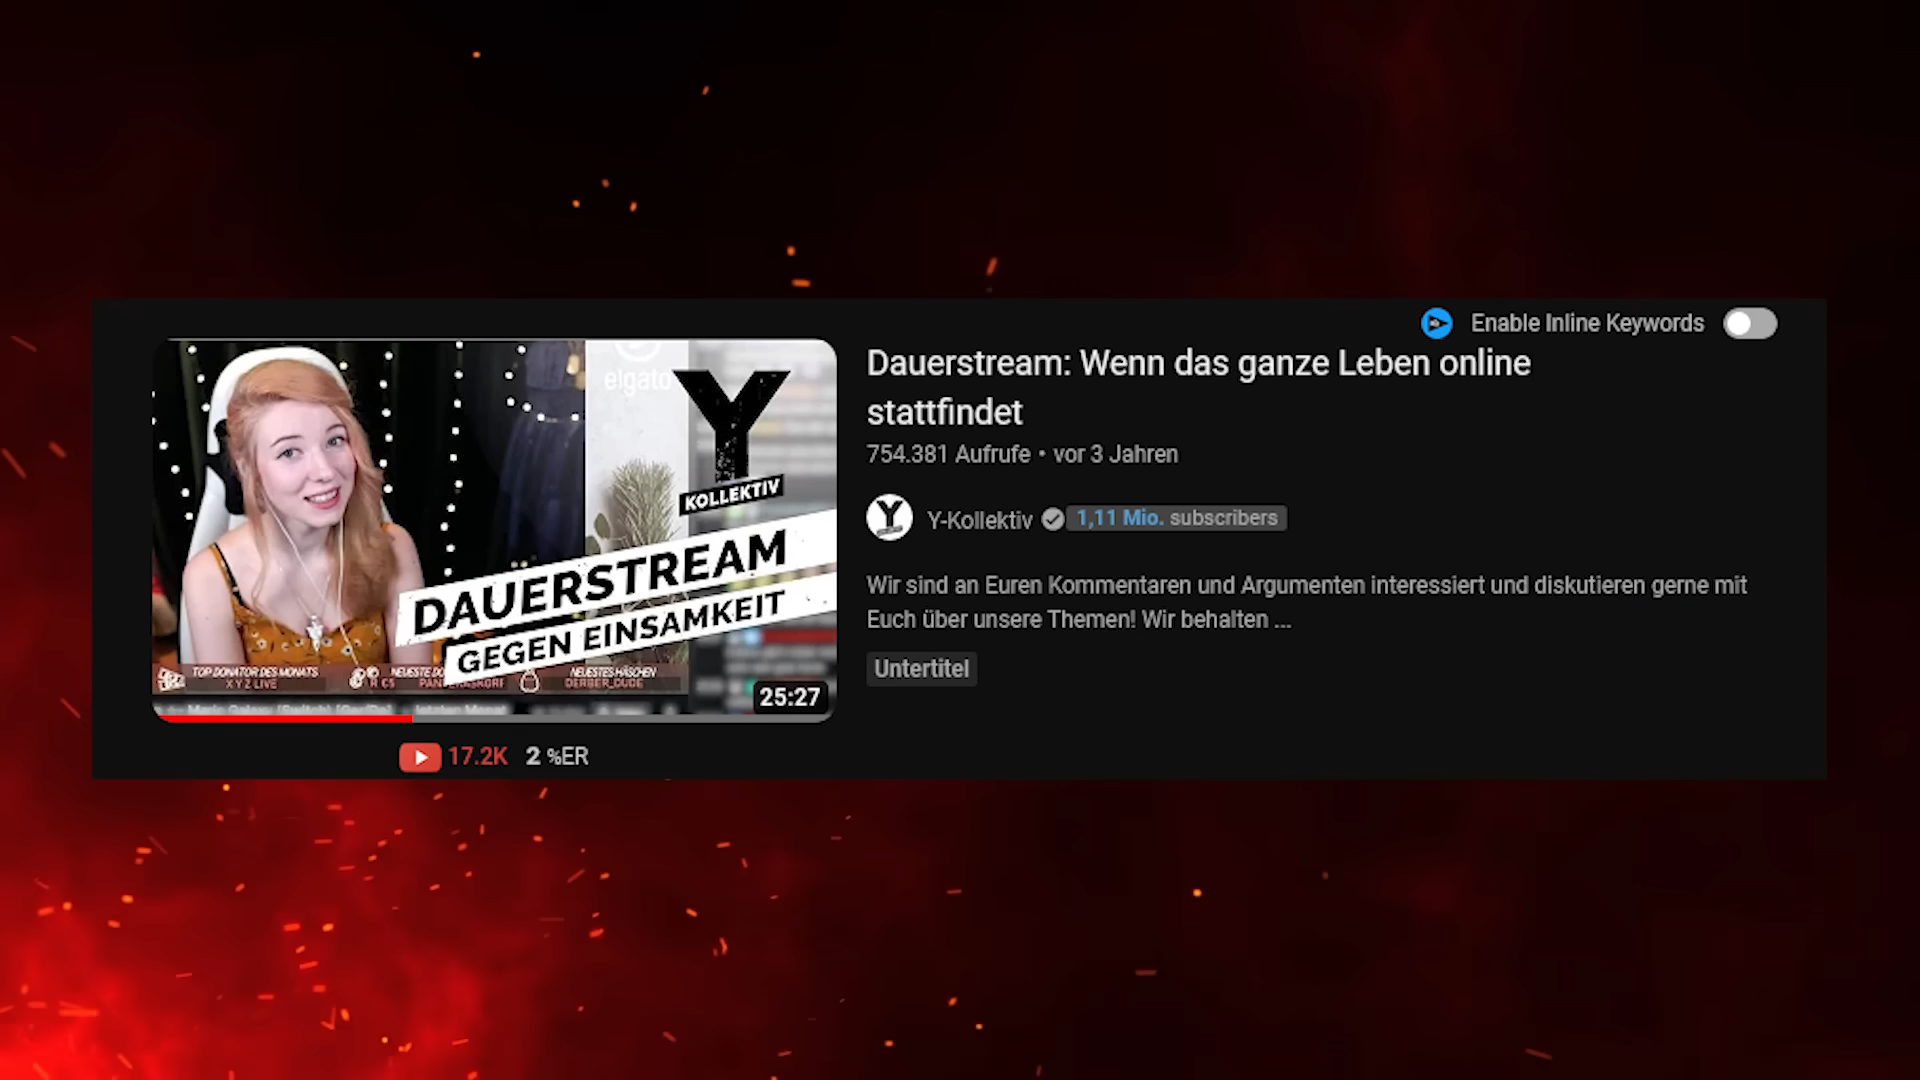 Enable Inline Keywords
Dauerstream: Wenn das ganze Leben online
stattfindet
754.381 Aufrufe • vor 3 Jahren
Y-Kollektiv
1,11 Mio. subscribers
Wir sind an Euren Kommentaren und Argumenten interessiert und diskutieren gerne mit
Euch über unsere Themen! Wir behalten ...
Untertitel
elgato
Y
KOLLEKTIV
DAUERSTREAM
GEGEN EINSAMKEIT
TOP DONATOR DES MONATS
X Y Z LIVE
NEUESTE
NEUESTES HÄSCHEN
DERBER_DUDE
25:27
17.2K 2 %ER